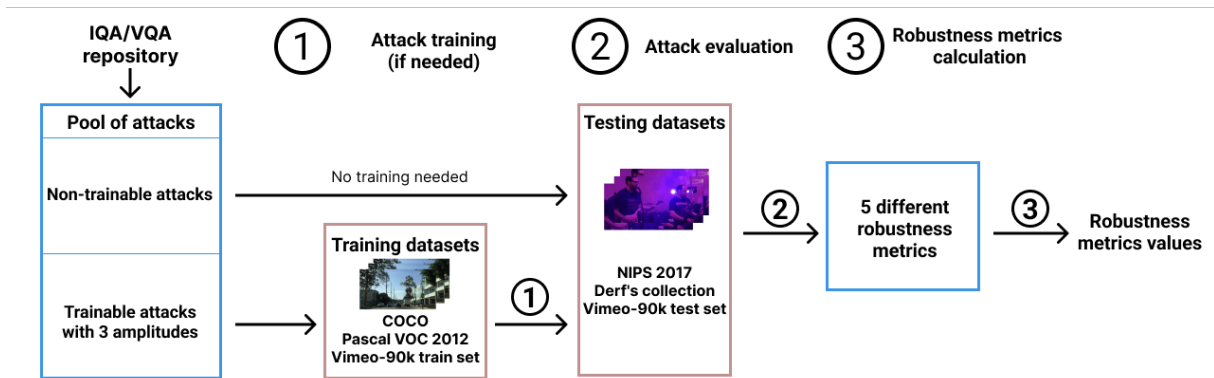 IQA/VQA
repository
1
Attack training
(if needed)
2
Attack evaluation
3
Robustness metrics
calculation
Pool of attacks
Non-trainable attacks
Trainable attacks
with 3 amplitudes
No training needed
Training datasets
COCO
Pascal VOC 2012
Vimeo-90k train set
1
Testing datasets
NIPS 2017
Derf's collection
Vimeo-90k test set
2
5 different
robustness
metrics
3
Robustness
metrics values